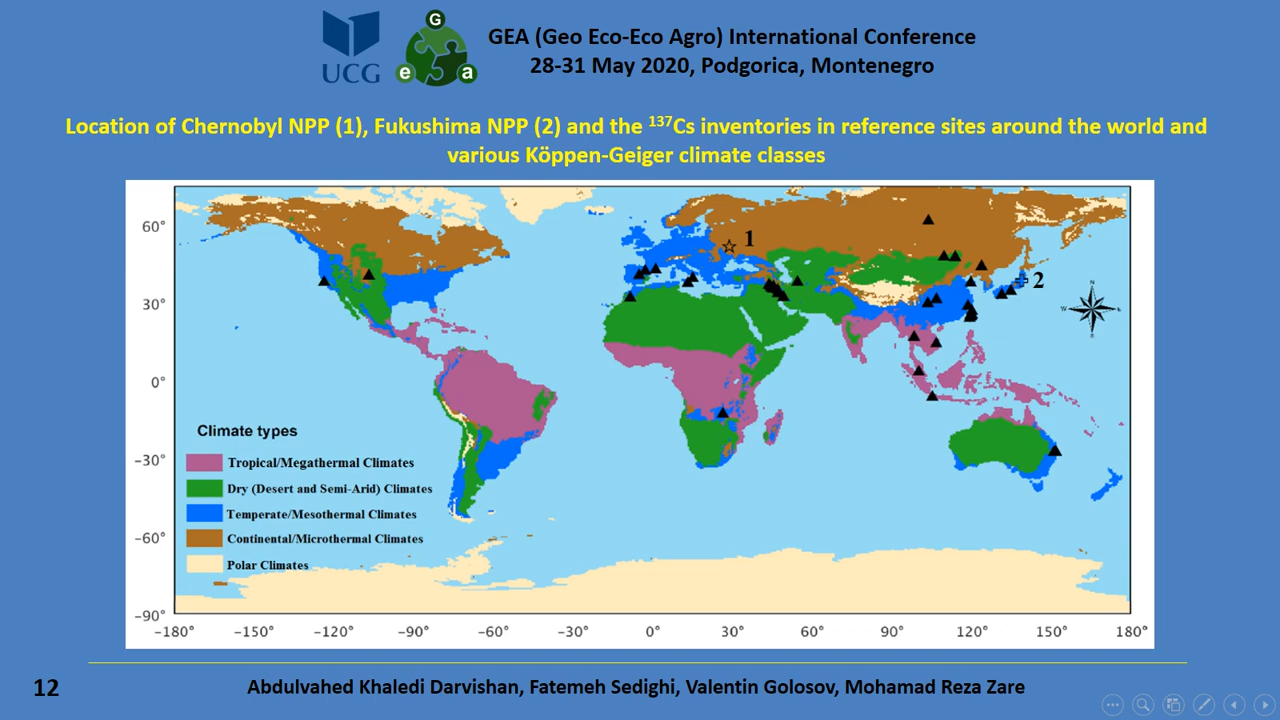 UCG
G
e
a
GEA (Geo Eco-Eco Agro) International Conference
28-31 May 2020, Podgorica, Montenegro
Location of Chernobyl NPP (1), Fukushima NPP (2) and the ¹³⁷Cs inventories in reference sites around the world and
various Köppen-Geiger climate classes
60°
30°
0°
−30°
−60°
−90°
1
2
N
W
Climate types
Tropical/Megathermal Climates
Dry (Desert and Semi-Arid) Climates
Temperate/Mesothermal Climates
Continental/Microthermal Climates
Polar Climates
−180° −150° −120° −90° −60° −30° 0° 30° 60° 90° 120° 150° 180°
12
Abdulvahed Khaledi Darvishan, Fatemeh Sedighi, Valentin Golosov, Mohamad Reza Zare